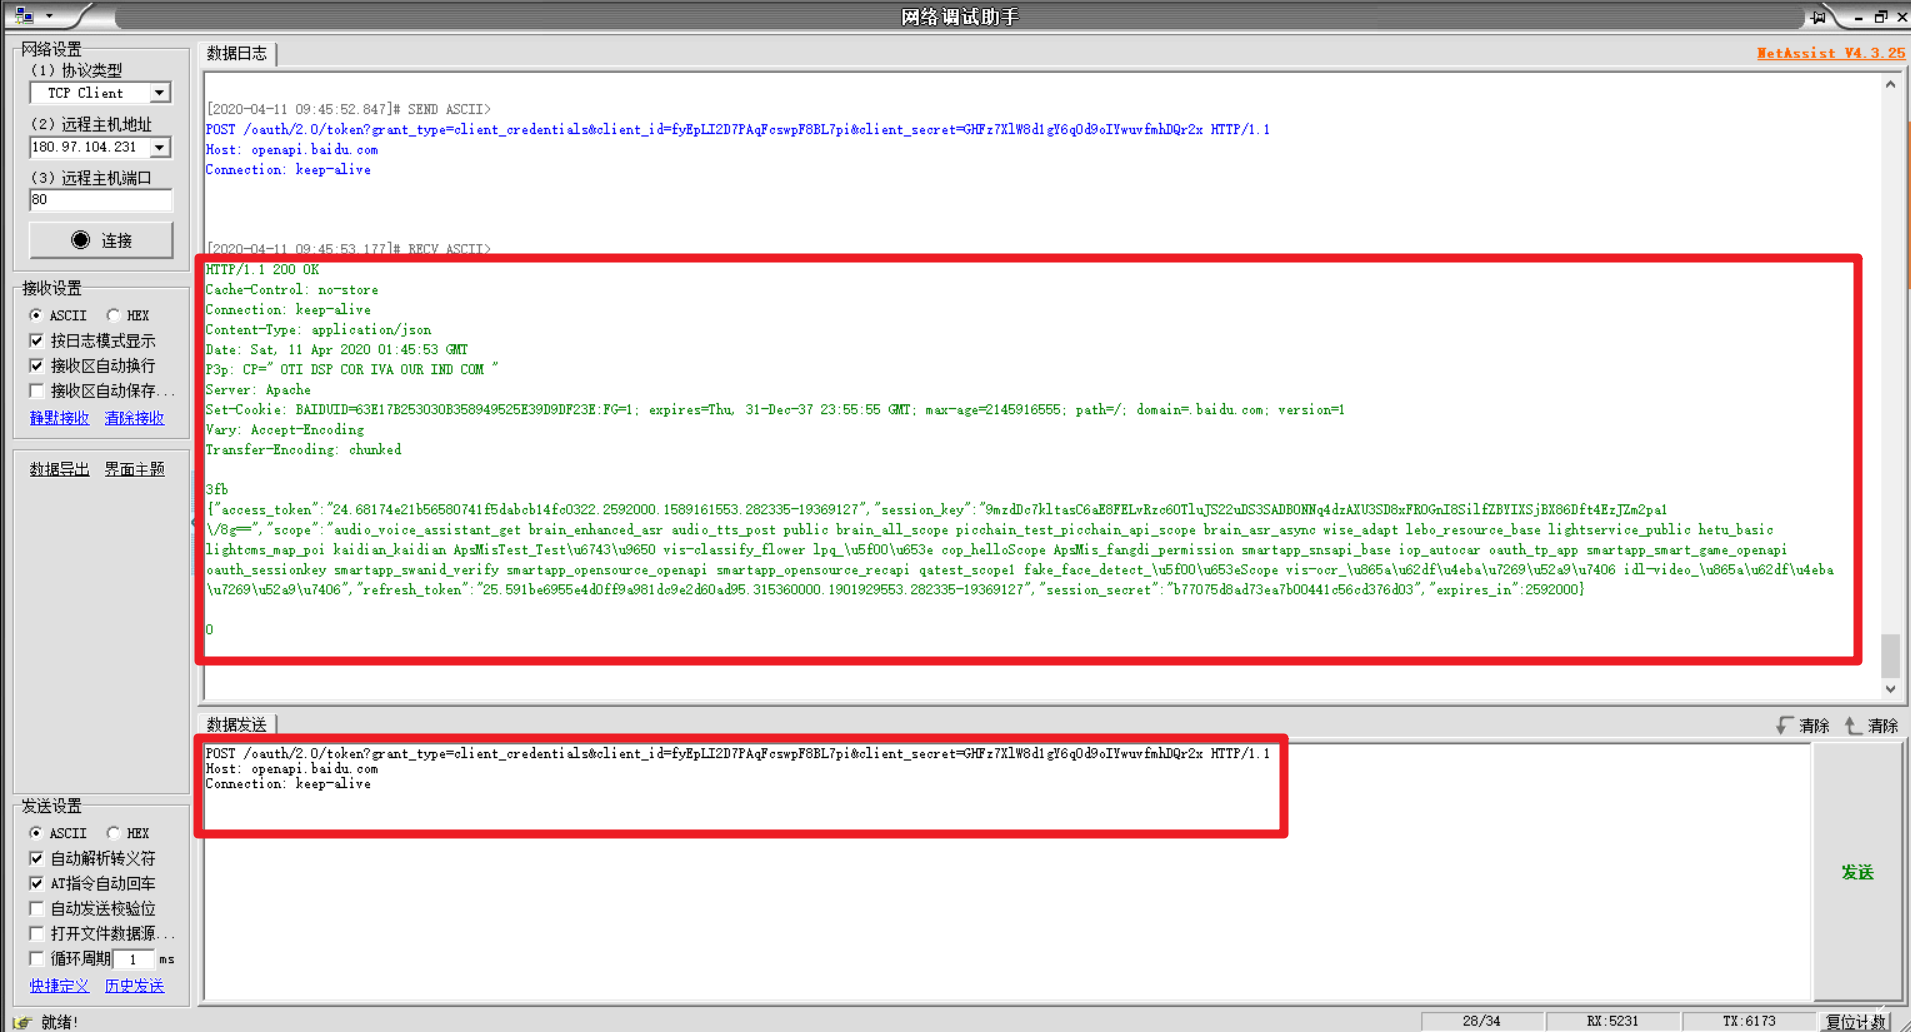 网络调试助手
网络设置
(1) 协议类型
TCP Client
(2) 远程主机地址
180.97.104.231
(3) 远程主机端口
80
连接
接收设置
ASCII HEX
按日志模式显示
接收区自动换行
接收区自动保存...
静默接收 清除接收
数据导出 界面主题
发送设置
ASCII HEX
自动解析转义符
AT指令自动回车
自动发送校验位
打开文件数据源...
循环周期 1 ms
快捷定义 历史发送
数据日志
NetAssist V4.3.25
[2020-04-11 09:45:52.847]# SEND ASCII>
POST /oauth/2.0/token?grant_type=client_credentials&client_id=fyEpLI2D7PAqFcswpF8BL7pi&client_secret=GHFz7XlW8d1gY6qOd9oIYwuvfmhDQr2x HTTP/1.1
Host: openapi.baidu.com
Connection: keep-alive
[2020-04-11 09:45:53.177]# RECV ASCII>
HTTP/1.1 200 OK
Cache-Control: no-store
Connection: keep-alive
Content-Type: application/json
Date: Sat, 11 Apr 2020 01:45:53 GMT
P3p: CP=" OTI DSP COR IVA OUR IND COM "
Server: Apache
Set-Cookie: BAIDUID=63E17B253030B358949525E39D9DF23E:FG=1; expires=Thu, 31-Dec-37 23:55:55 GMT; max-age=2145916555; path=/; domain=.baidu.com; version=1
Vary: Accept-Encoding
Transfer-Encoding: chunked
3fb
{"access_token":"24.68174e21b56580741f5dabcb14fc0322.2592000.1589161553.282335-19369127","session_key":"9mzdDc7kltasC6aE8FELvRzc6OTluJS22uDS3SADBONNq4dzAXU3SD8xFROGnI8SilfZBYIXSjBX86Dft4EzJZm2pa1
\/8g==","scope":"audio_voice_assistant_get brain_enhanced_asr audio_tts_post public brain_all_scope picchain_test_picchain_api_scope brain_asr_async wise_adapt lebo_resource_base lightservice_public hetu_basic
lightcms_map_poi kaidian_kaidian ApsMisTest_Test\u6743\u9650 vis-classify_flower lpq_\u5f00\u653e cop_helloScope ApsMis_fangdi_permission smartapp_snsapi_base iop_autocar oauth_tp_app smartapp_smart_game_openapi
oauth_sessionkey smartapp_swanid_verify smartapp_opensource_openapi smartapp_opensource_recapi qatest_scope1 fake_face_detect_\u5f00\u653eScope vis-ocr_\u865a\u62df\u4eba\u7269\u52a9\u7406 idl-video_\u865a\u62df\u4eba
\u7269\u52a9\u7406","refresh_token":"25.591be6955e4d0ff9a981dc9e2d60ad95.315360000.1901929553.282335-19369127","session_secret":"b77075d8ad73ea7b00441c56cd376d03","expires_in":2592000}
0
数据发送
清除 清除
POST /oauth/2.0/token?grant_type=client_credentials&client_id=fyEpLI2D7PAqFcswpF8BL7pi&client_secret=GHFz7XlW8d1gY6qOd9oIYwuvfmhDQr2x HTTP/1.1
Host: openapi.baidu.com
Connection: keep-alive
发送
就绪!
28/34
RX:5231
TX:6173
复位计数